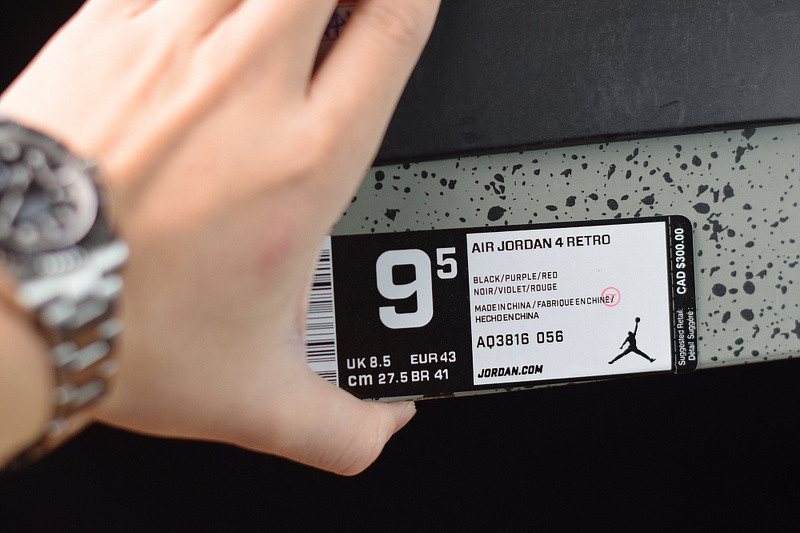 9 5
UK 8.5 EUR 43
cm 27.5 BR 41
AIR JORDAN 4 RETRO
BLACK/PURPLE/RED
NOIR/VIOLET/ROUGE
MADE IN CHINA / FABRIQUE EN CHINE /
HECHO EN CHINA
AQ3816 056
JORDAN.COM
Suggested Retail:
Détail Suggéré:
CAD $300.00